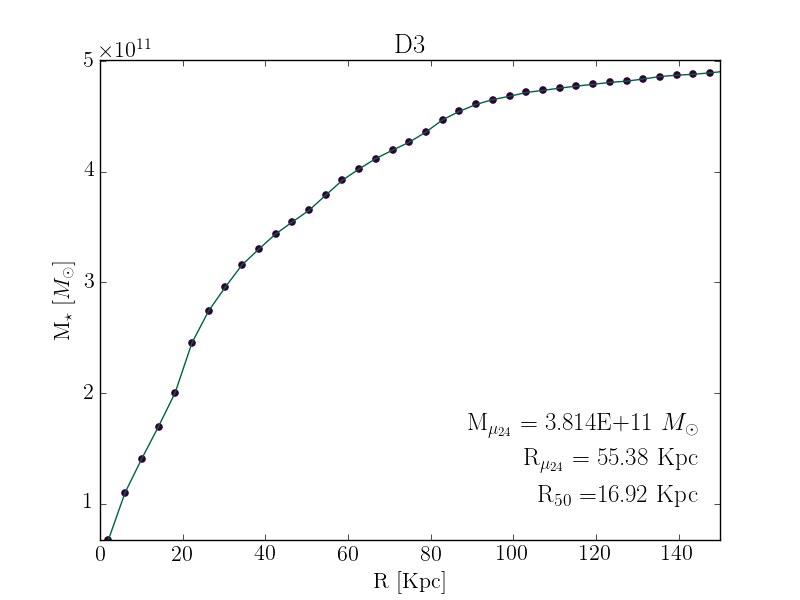 D3
×10¹¹
5
4
3
2
1
M⋆ [M⊙]
M_μ₂₄ = 3.814E+11 M⊙
R_μ₂₄ = 55.38 Kpc
R₅₀ =16.92 Kpc
0 20 40 60 80 100 120 140
R [Kpc]